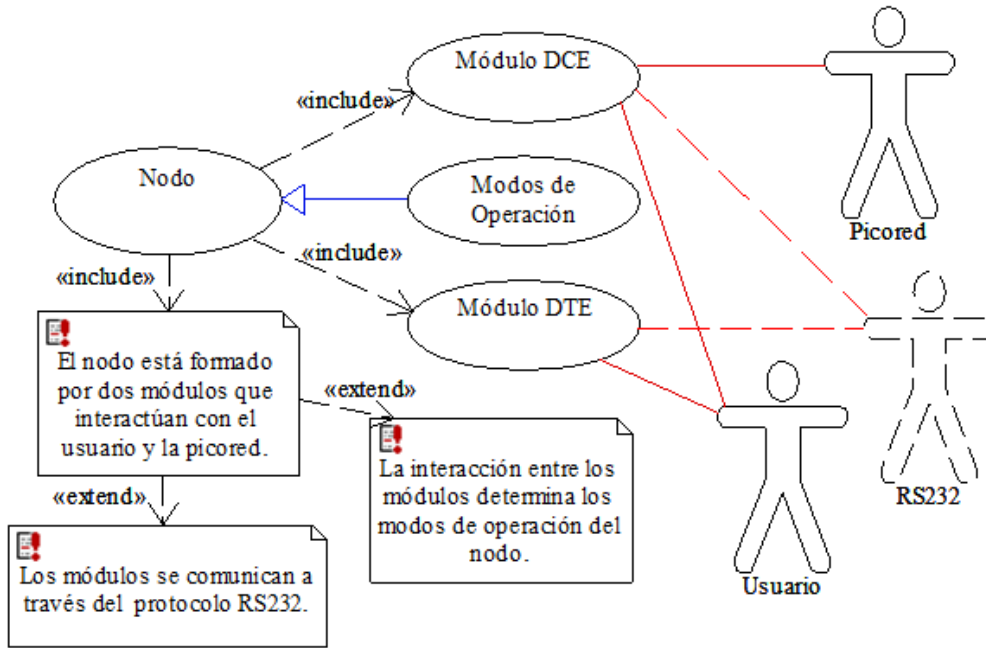 Módulo DCE
«include»
Nodo
Modos de
Operación
Picored
«include»
«include»
Módulo DTE
El nodo está formado
por dos módulos que
interactúan con el
usuario y la picored.
«extend»
La interacción entre los
módulos determina los
modos de operación del
nodo.
RS232
«extend»
Los módulos se comunican a
través del protocolo RS232.
Usuario